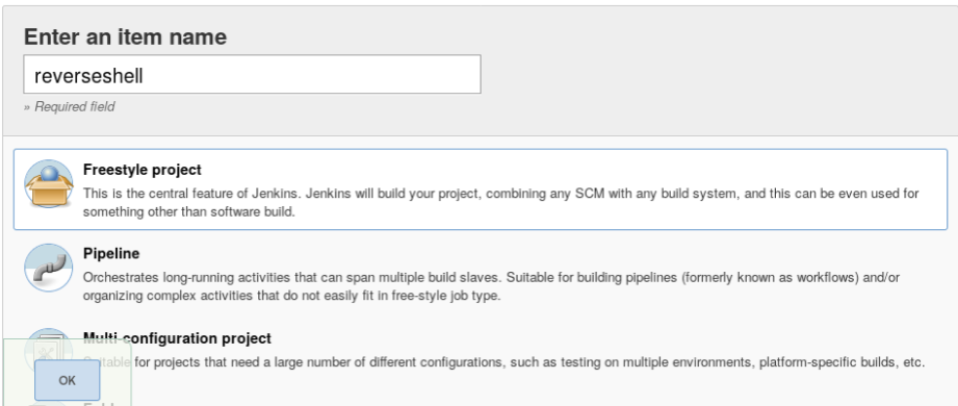 Enter an item name
reverseshell
» Required field
Freestyle project
This is the central feature of Jenkins. Jenkins will build your project, combining any SCM with any build system, and this can be even used for
something other than software build.
Pipeline
Orchestrates long-running activities that can span multiple build slaves. Suitable for building pipelines (formerly known as workflows) and/or
organizing complex activities that do not easily fit in free-style job type.
Multi-configuration project
Suitable for projects that need a large number of different configurations, such as testing on multiple environments, platform-specific builds, etc.
OK